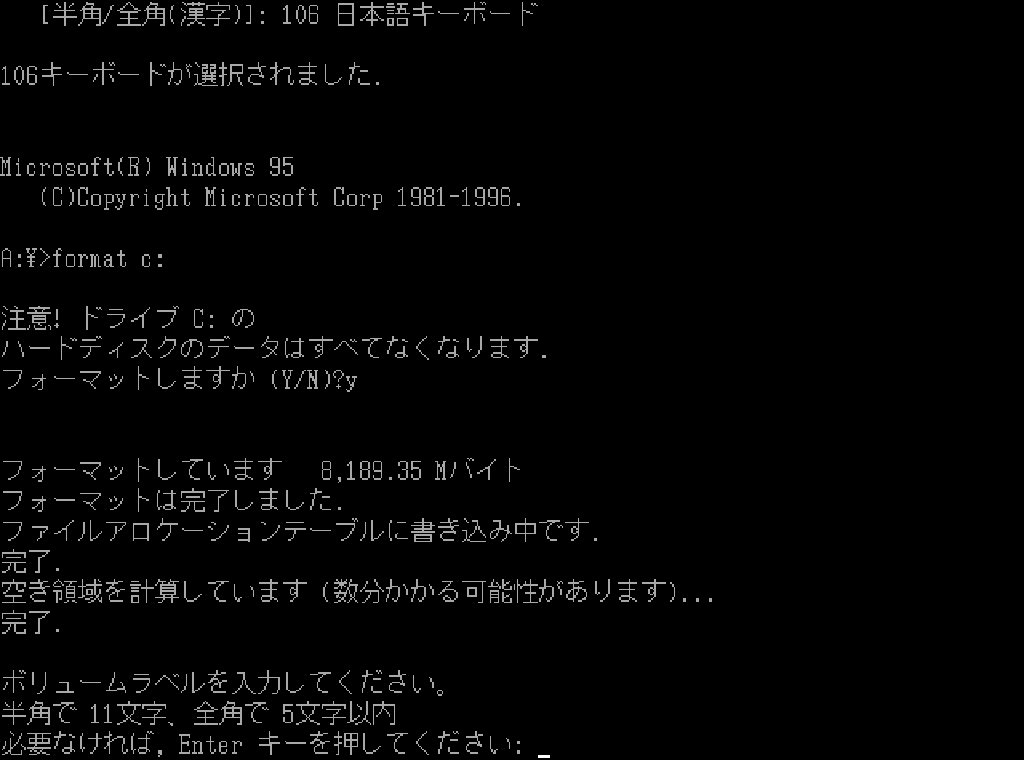 [半角/全角(漢字)]: 106 日本語キーボード
106キーボードが選択されました.
Microsoft(R) Windows 95
(C)Copyright Microsoft Corp 1981-1996.
A:¥>format c:
注意! ドライブ C: の
ハードディスクのデータはすべてなくなります.
フォーマットしますか (Y/N)?y
フォーマットしています 8,189.35 Mバイト
フォーマットは完了しました.
ファイルアロケーションテーブルに書き込み中です.
完了.
空き領域を計算しています (数分かかる可能性があります)...
完了.
ボリュームラベルを入力してください。
半角で 11文字、全角で 5文字以内
必要なければ, Enter キーを押してください: _